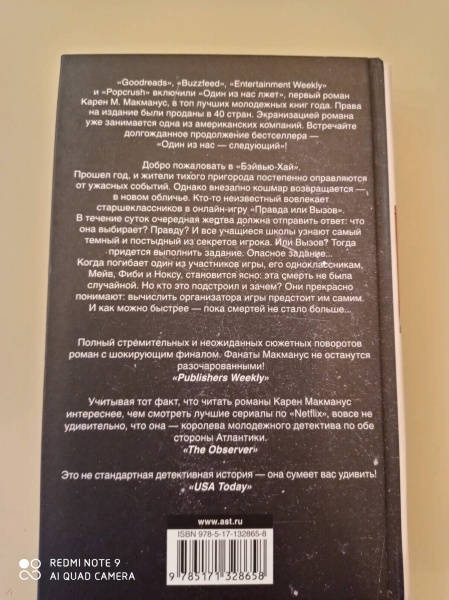 «Goodreads», «Buzzfeed», «Entertainment Weekly»
и «Popcrush» включили «Один из нас лжет», первый роман
Карен М. Макманус, в топ лучших молодежных книг года. Права
на издание были проданы в 40 стран. Экранизацией романа
уже занимается одна из американских компаний. Встречайте
долгожданное продолжение бестселлера —
«Один из нас — следующий»!
Добро пожаловать в «Бэйвью-Хай».
Прошел год, и жители тихого пригорода постепенно оправляются
от ужасных событий. Однако внезапно кошмар возвращается —
в новом обличье. Кто-то неизвестный вовлекает
старшеклассников в онлайн-игру «Правда или Вызов».
В течение суток очередная жертва должна отправить ответ: что
она выбирает? Правду? И все учащиеся школы узнают самый
темный и постыдный из секретов игрока. Или Вызов? Тогда
придется выполнить задание. Опасное задание...
Когда погибает один из участников игры, его одноклассникам,
Мейв, Фиби и Ноксу, становится ясно: эта смерть не была
случайной. Но кто это подстроил и зачем? Они прекрасно
понимают: вычислить организатора игры предстоит им самим.
И как можно быстрее — пока смертей не стало больше...
Полный стремительных и неожиданных сюжетных поворотов
роман с шокирующим финалом. Фанаты Макманус не останутся
разочарованными!
«Publishers Weekly»
Учитывая тот факт, что читать романы Карен Макманус
интереснее, чем смотреть лучшие сериалы по «Netflix», вовсе не
удивительно, что она — королева молодежного детектива по обе
стороны Атлантики.
«The Observer»
Это не стандартная детективная история — она сумеет вас удивить!
«USA Today»
www.ast.ru
ISBN 978-5-17-132865-8
9 785171 328658
REDMI NOTE 9
AI QUAD CAMERA